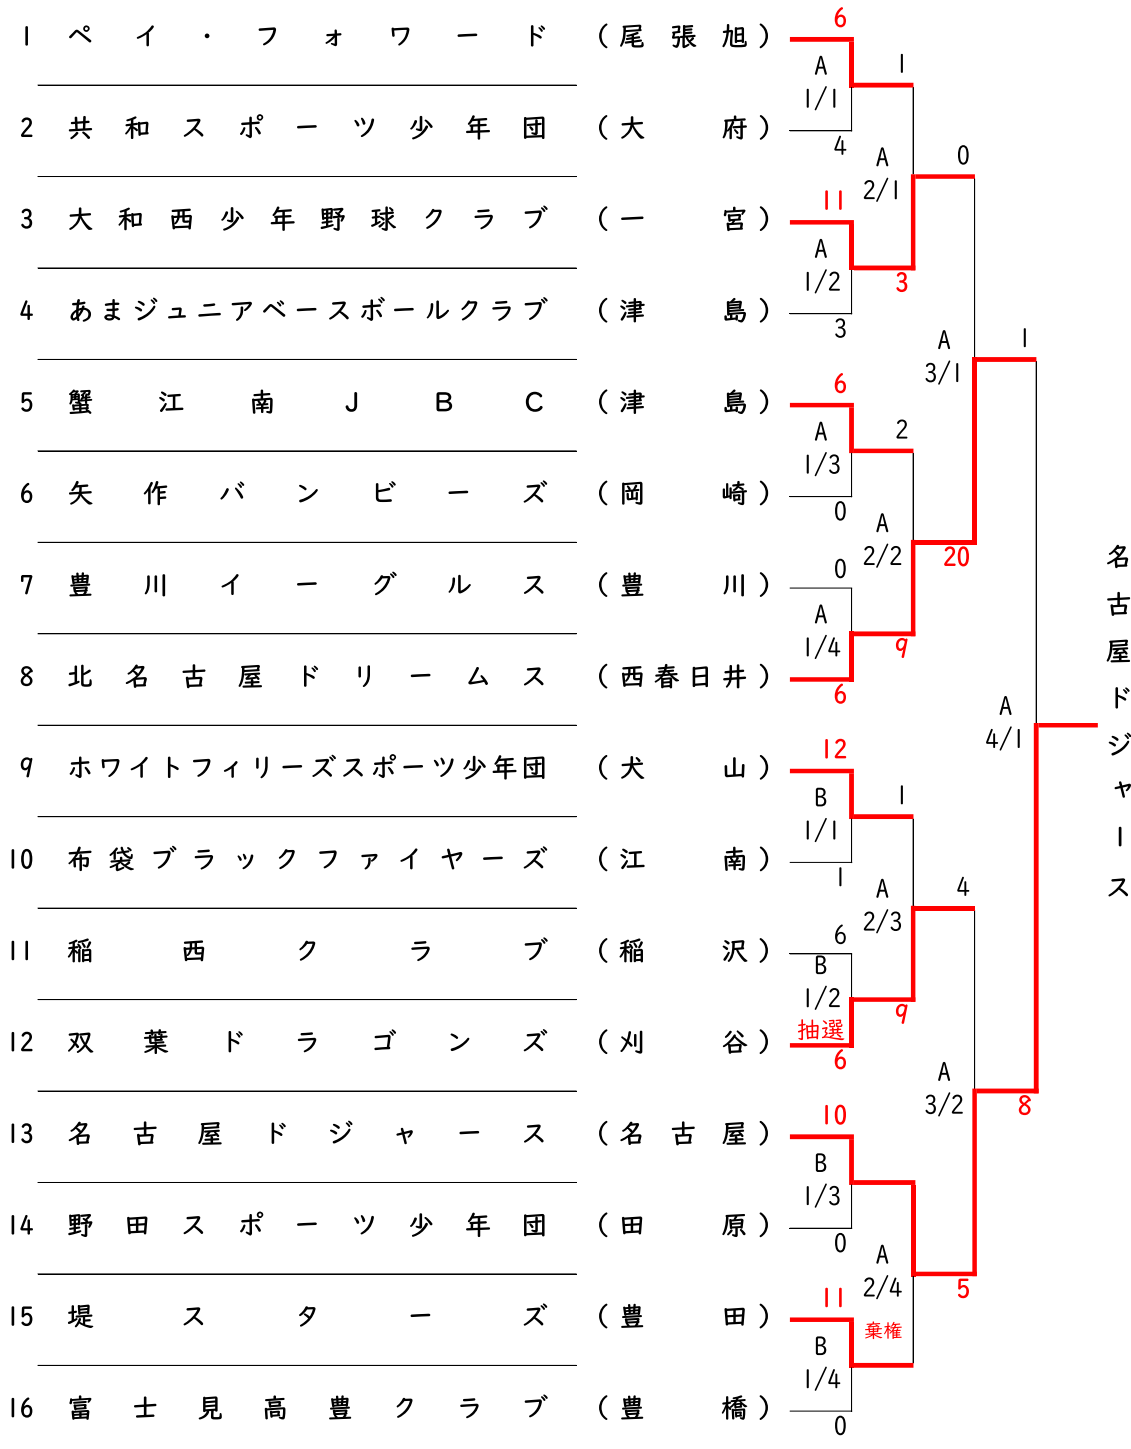 1 ペイ・フォワード (尾張旭) 6
A 1
1/1
2 共和スポーツ少年団 (大府) 4
A 0
2/1
3 大和西少年野球クラブ (一宮) 11
A
1/2 3
4 あまジュニアベースボールクラブ (津島) 3
A 1
3/1
5 蟹江南JBC (津島) 6
A 2
1/3
6 矢作バンビーズ (岡崎) 0
A
2/2 20
7 豊川イーグルス (豊川) 0
A
1/4 9
8 北名古屋ドリームス (西春日井) 6
A
4/1
名古屋ドジャース
9 ホワイトフィリーズスポーツ少年団 (犬山) 12
B 1
1/1
10 布袋ブラックファイヤーズ (江南) 1
A 4
2/3
11 稲西クラブ (稲沢) 6
B
1/2 9
抽選
12 双葉ドラゴンズ (刈谷) 6
A
3/2 8
13 名古屋ドジャース (名古屋) 10
B
1/3
14 野田スポーツ少年団 (田原) 0
A
2/4 5
棄権
15 堤スターズ (豊田) 11
B
1/4
16 富士見高豊クラブ (豊橋) 0